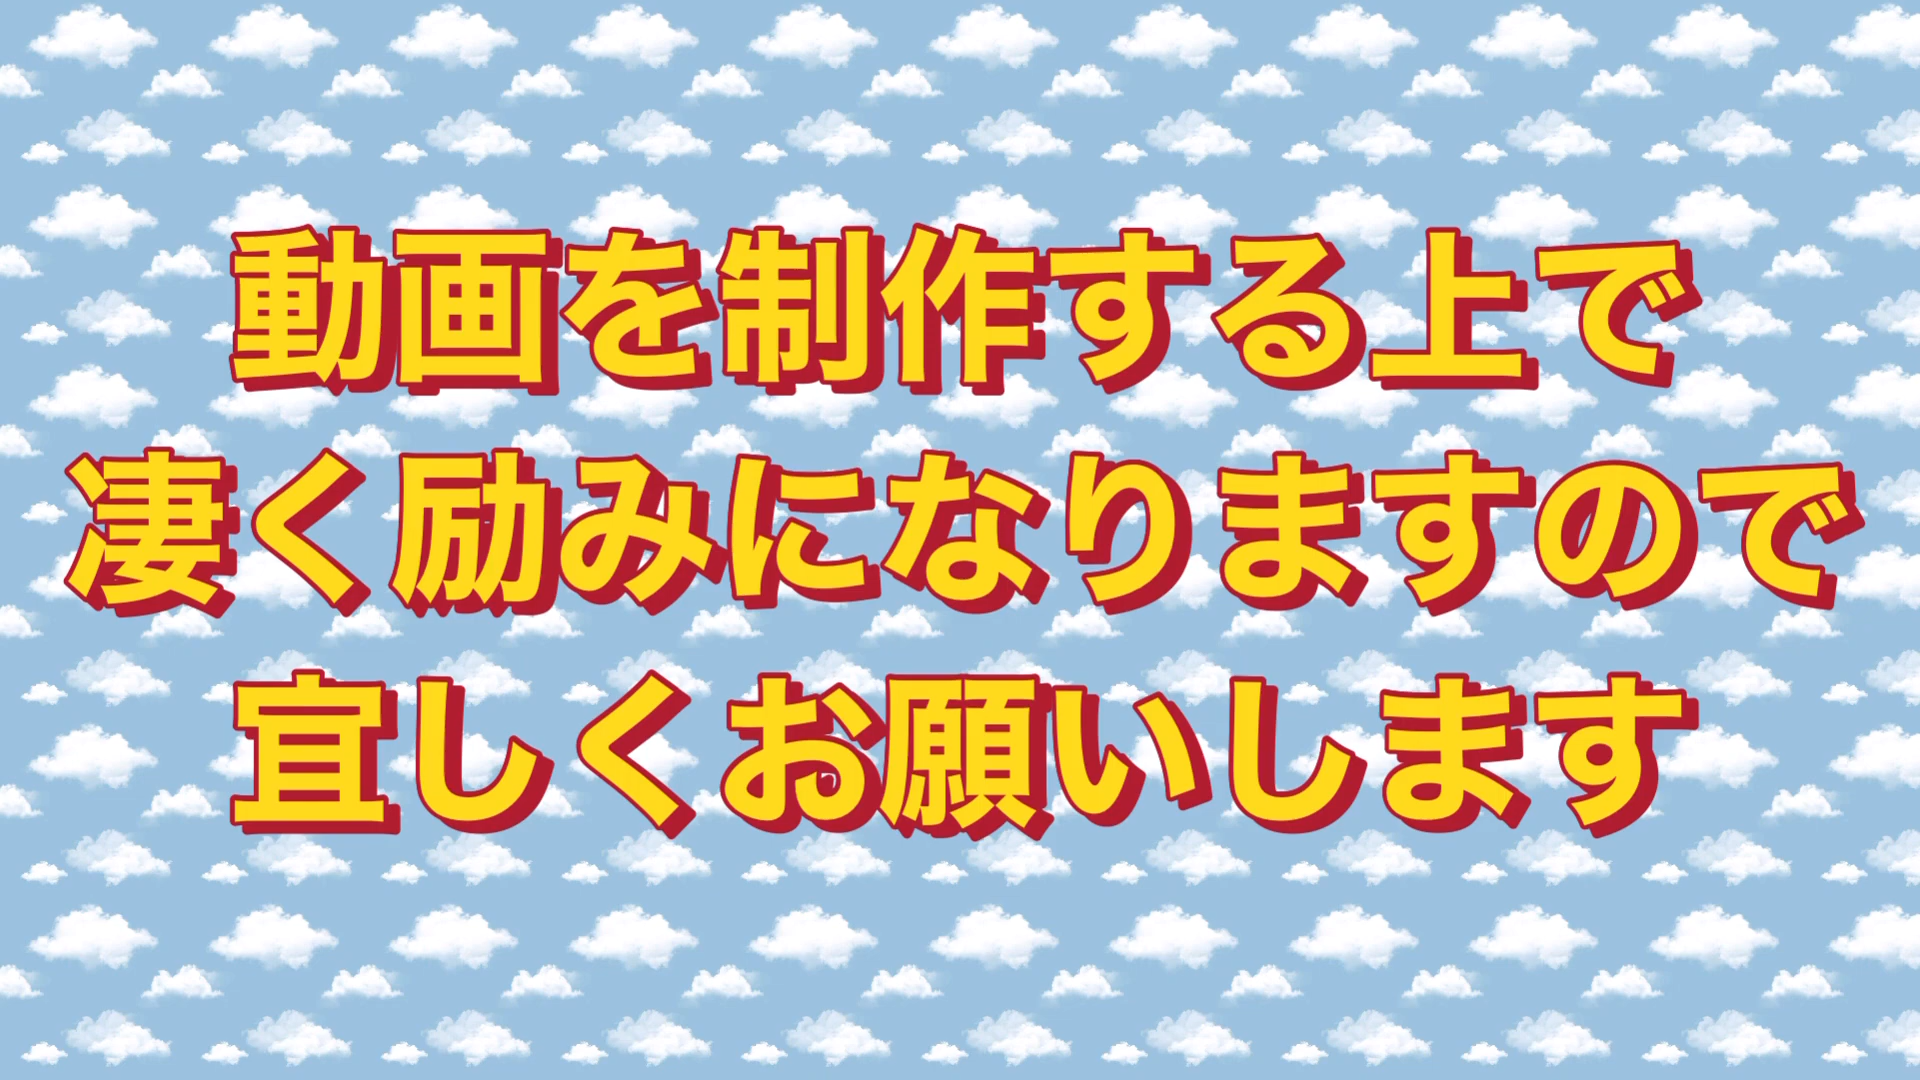 動画を制作する上で
凄く励みになりますので
宜しくお願いします